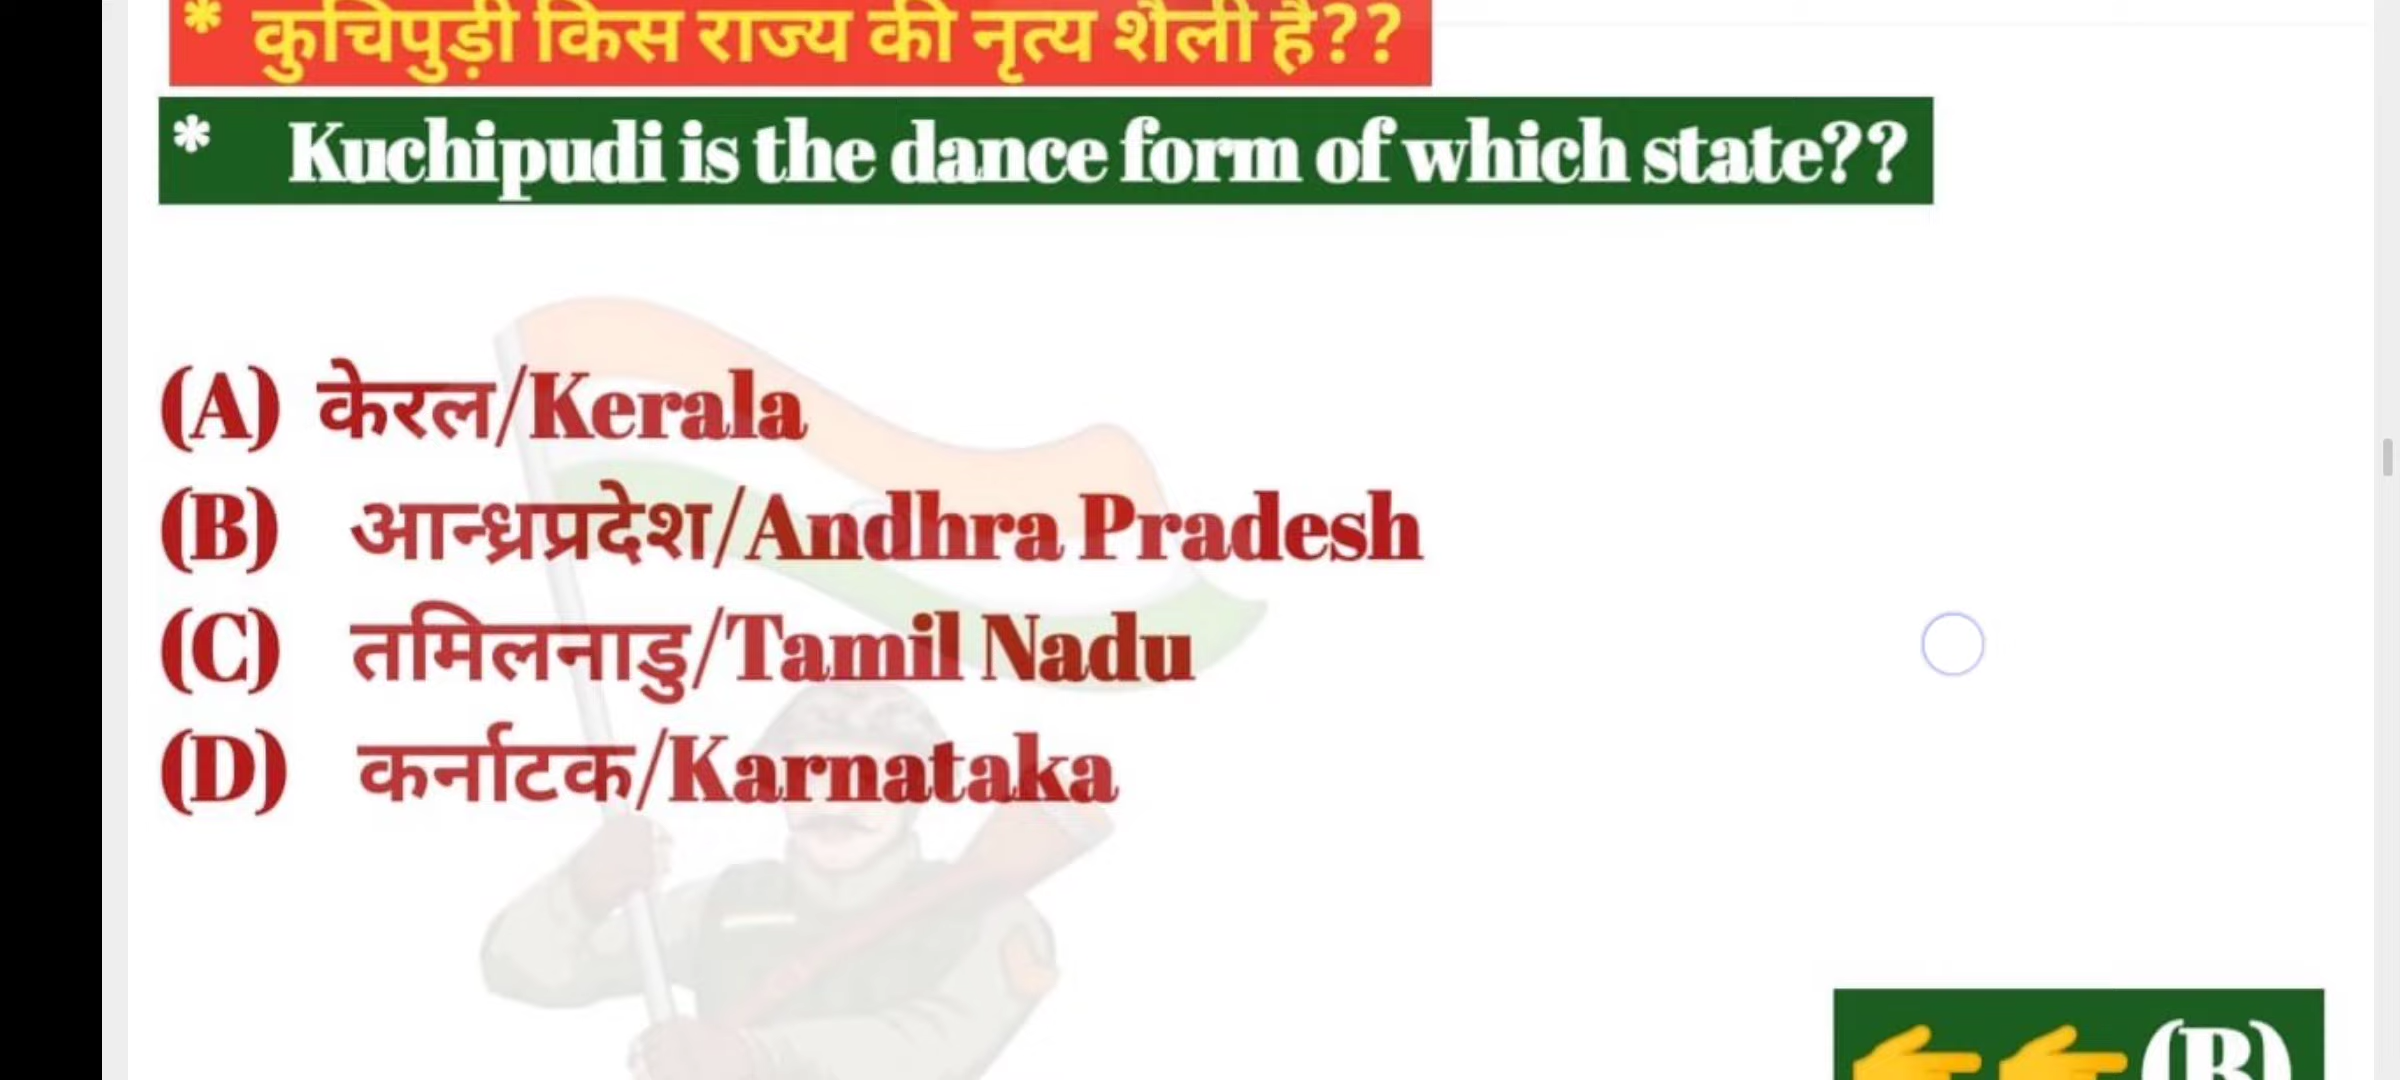 * कुचिपुड़ी किस राज्य की नृत्य शैली है??
* Kuchipudi is the dance form of which state??
(A) केरल/Kerala
(B) आन्ध्रप्रदेश/Andhra Pradesh
(C) तमिलनाडु/Tamil Nadu
(D) कर्नाटक/Karnataka
👉👉(B)